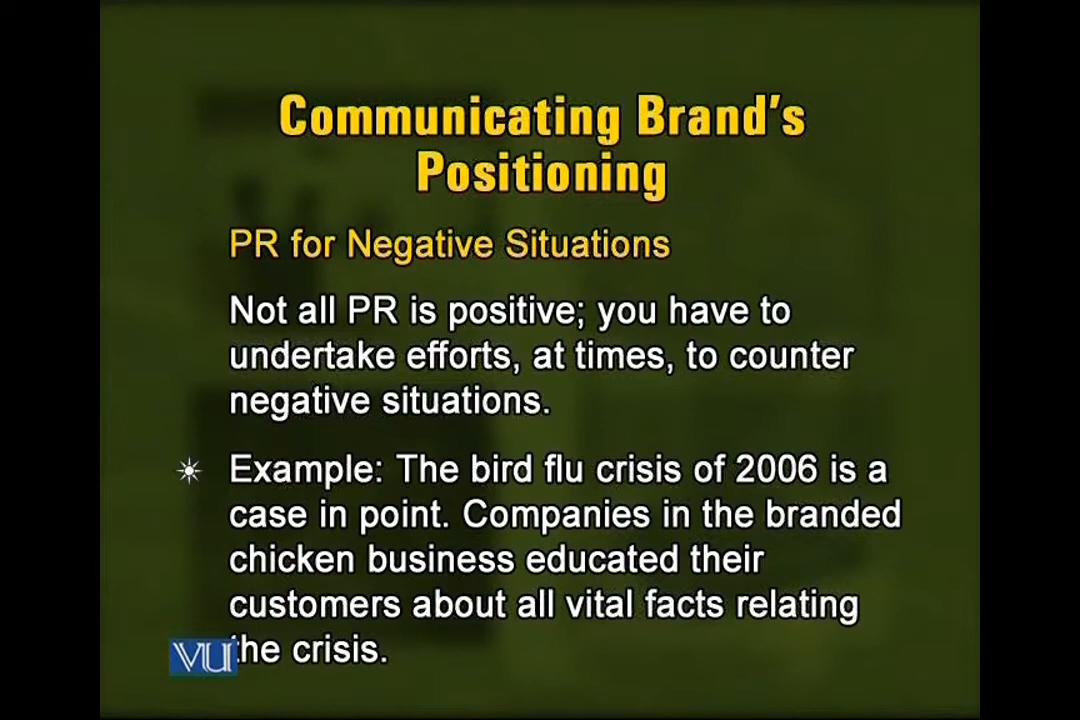 Communicating Brand's
Positioning
PR for Negative Situations
Not all PR is positive; you have to
undertake efforts, at times, to counter
negative situations.
Example: The bird flu crisis of 2006 is a
case in point. Companies in the branded
chicken business educated their
customers about all vital facts relating
the crisis.
VU